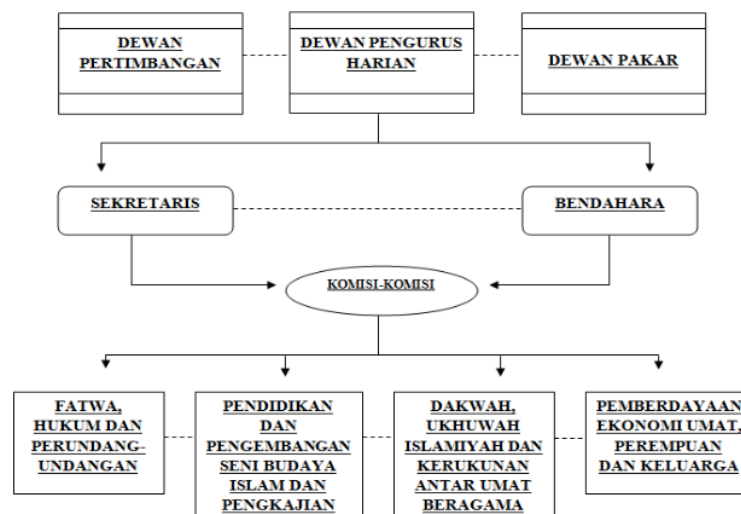 DEWAN
PERTIMBANGAN
DEWAN PENGURUS
HARIAN
DEWAN PAKAR
SEKRETARIS
BENDAHARA
KOMISI-KOMISI
FATWA,
HUKUM DAN
PERUNDANG-
UNDANGAN
PENDIDIKAN
DAN
PENGEMBANGAN
SENI BUDAYA
ISLAM DAN
PENGKAJIAN
DAKWAH,
UKHUWAH
ISLAMIYAH DAN
KERUKUNAN
ANTAR UMAT
BERAGAMA
PEMBERDAYAAN
EKONOMI UMAT,
PEREMPUAN
DAN KELUARGA